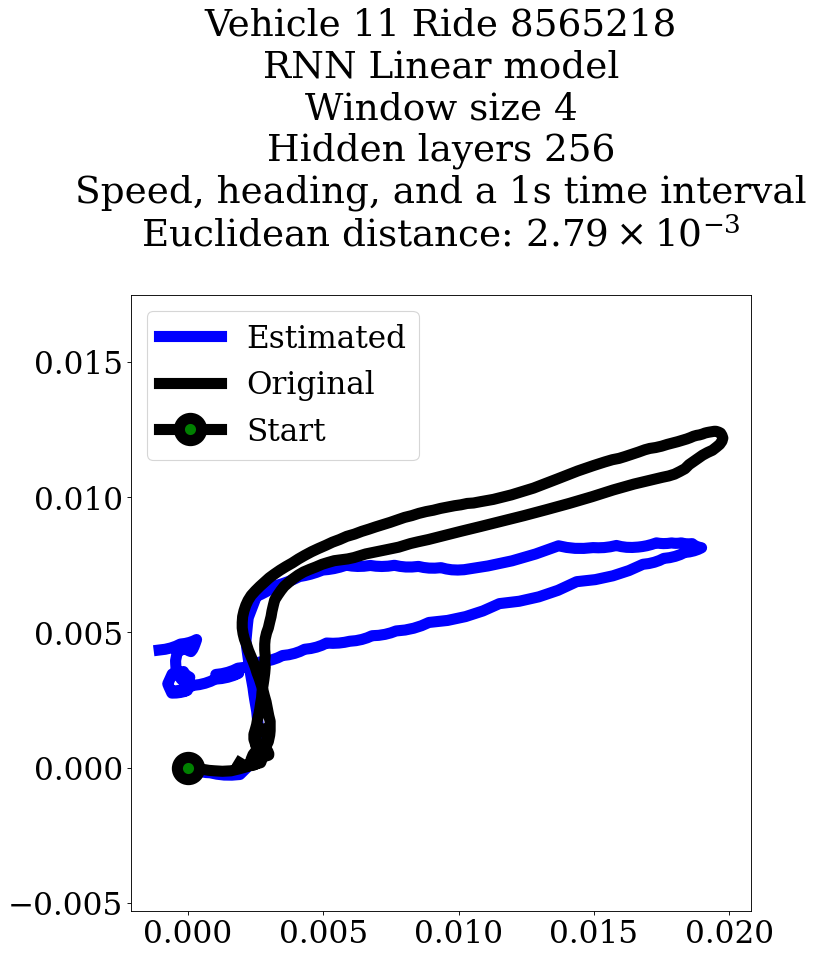 Vehicle 11 Ride 8565218
RNN Linear model
Window size 4
Hidden layers 256
Speed, heading, and a 1s time interval
Euclidean distance: 2.79 × 10⁻³
Estimated
Original
Start
0.015
0.010
0.005
0.000
−0.005
0.000 0.005 0.010 0.015 0.020